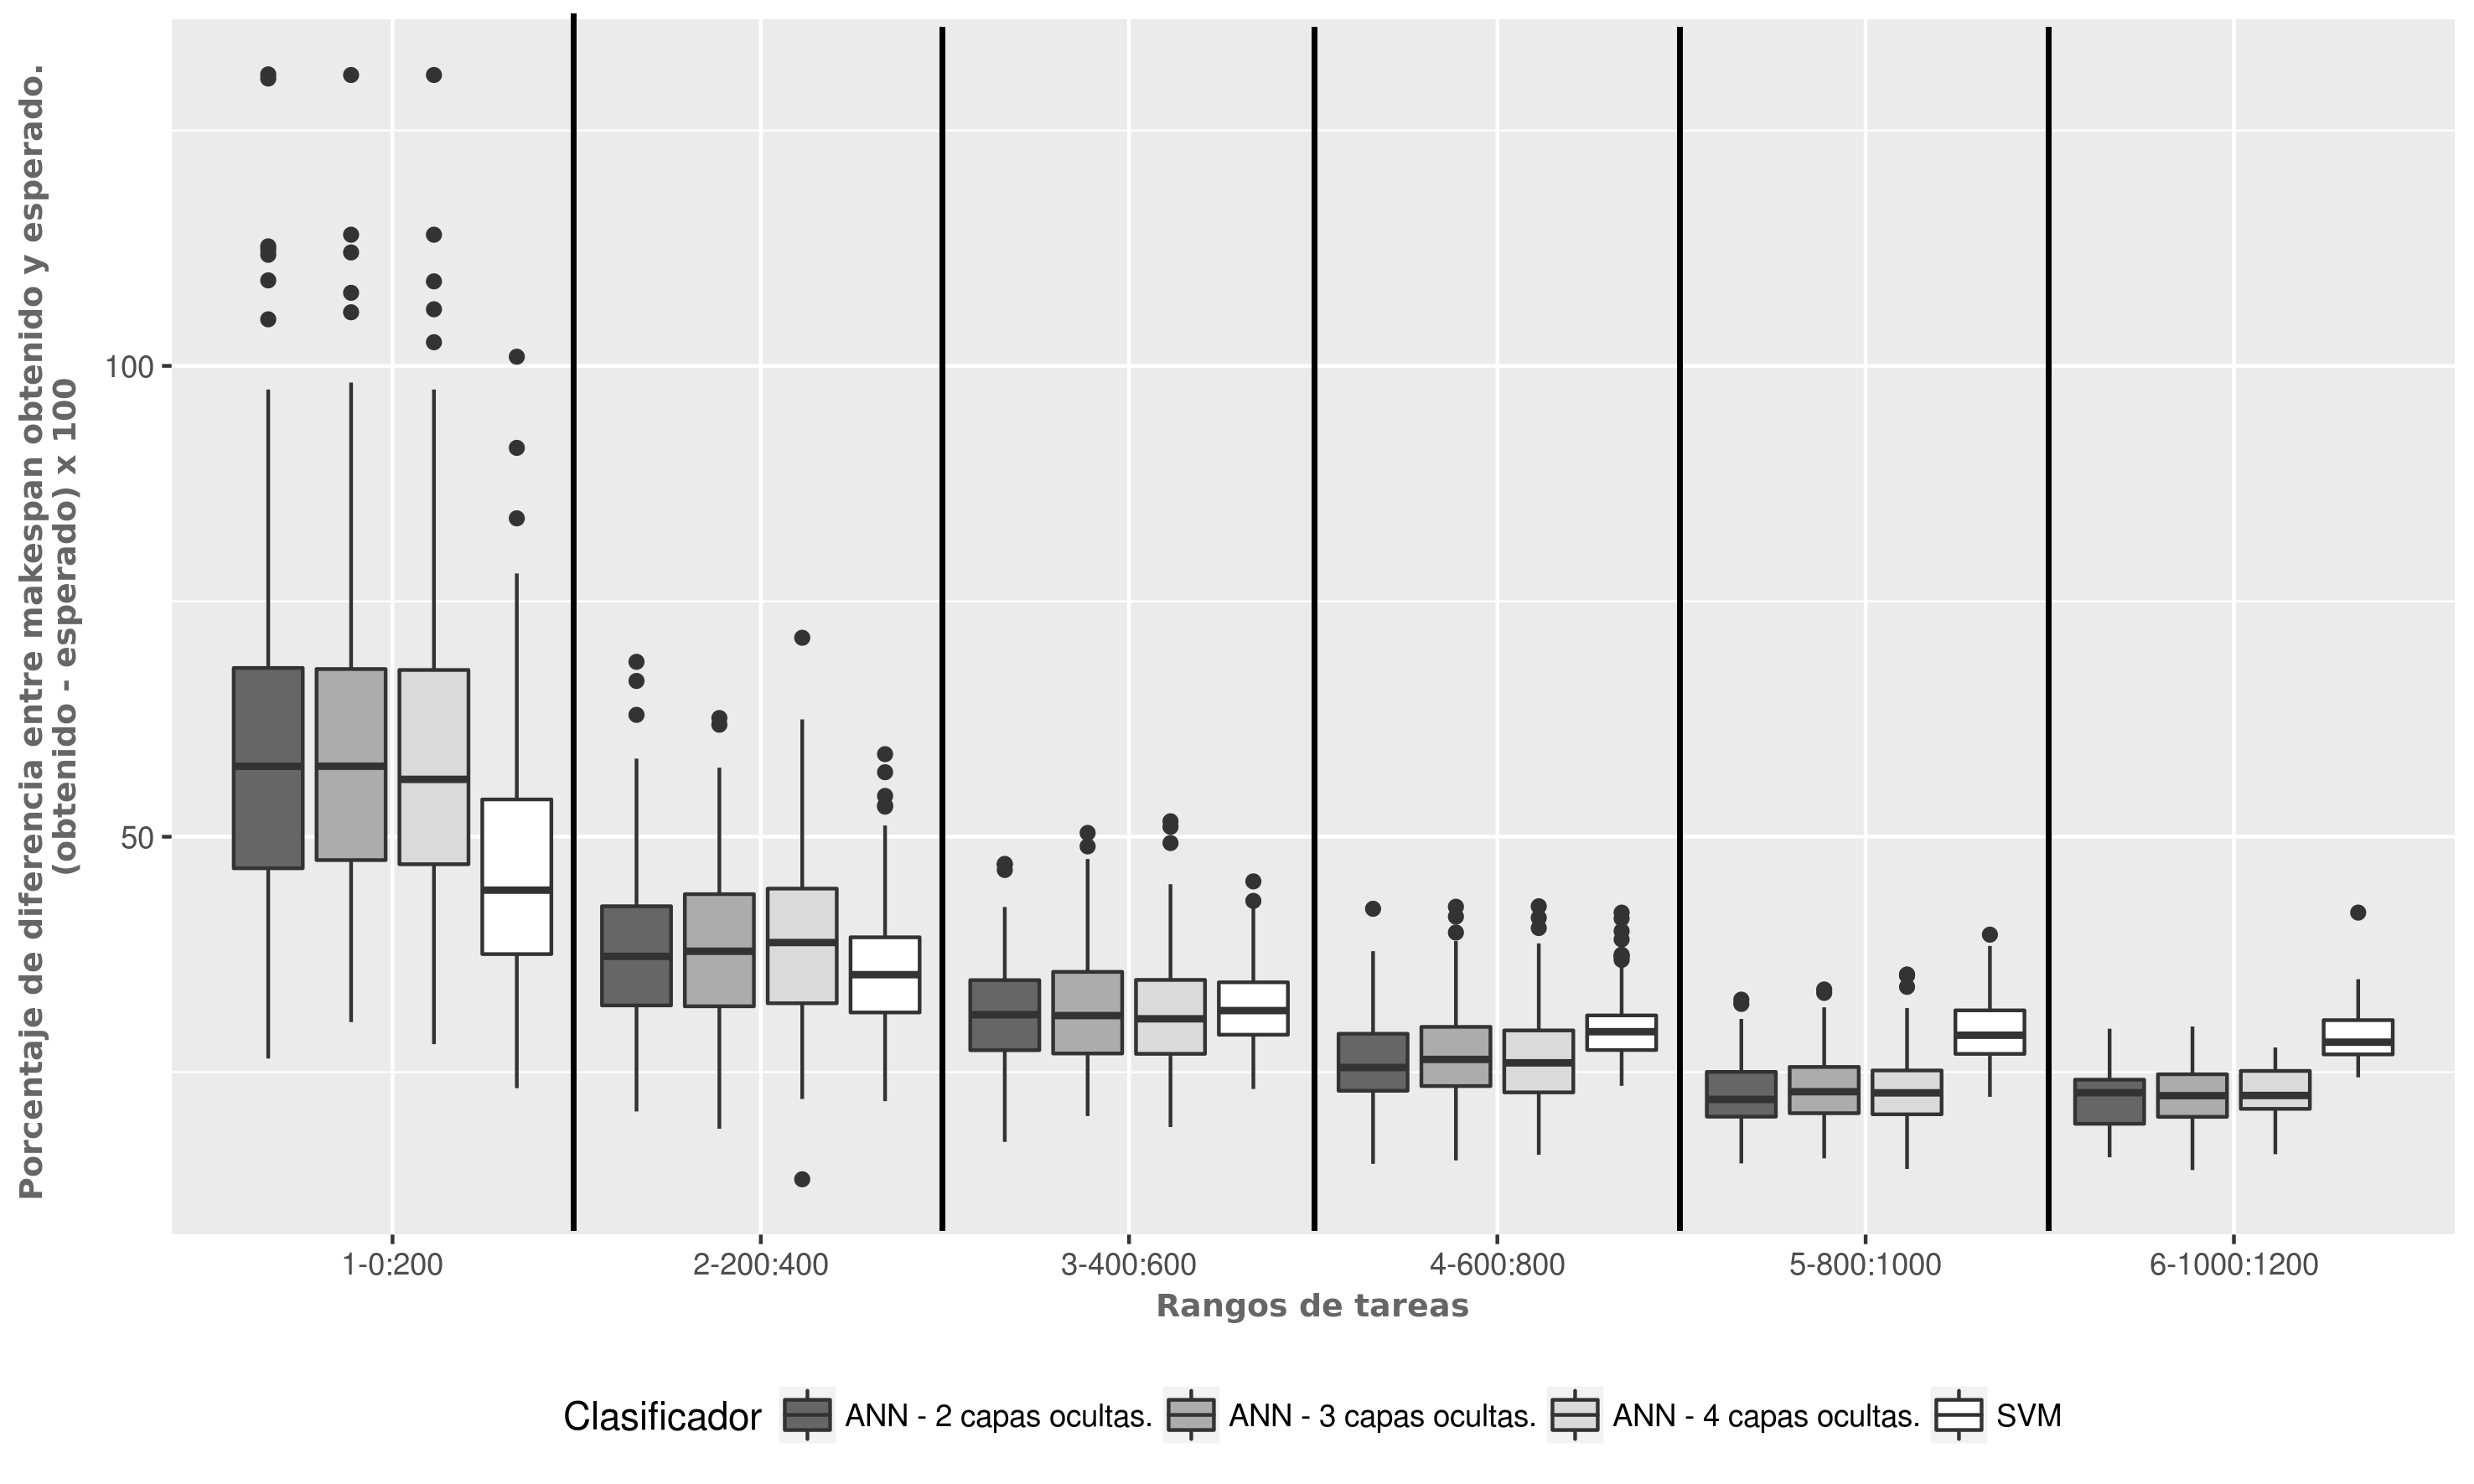 Porcentaje de diferencia entre makespan obtenido y esperado.
(obtenido - esperado) x 100
100
50
1-0:200 2-200:400 3-400:600 4-600:800 5-800:1000 6-1000:1200
Rangos de tareas
Clasificador ANN - 2 capas ocultas. ANN - 3 capas ocultas. ANN - 4 capas ocultas. SVM